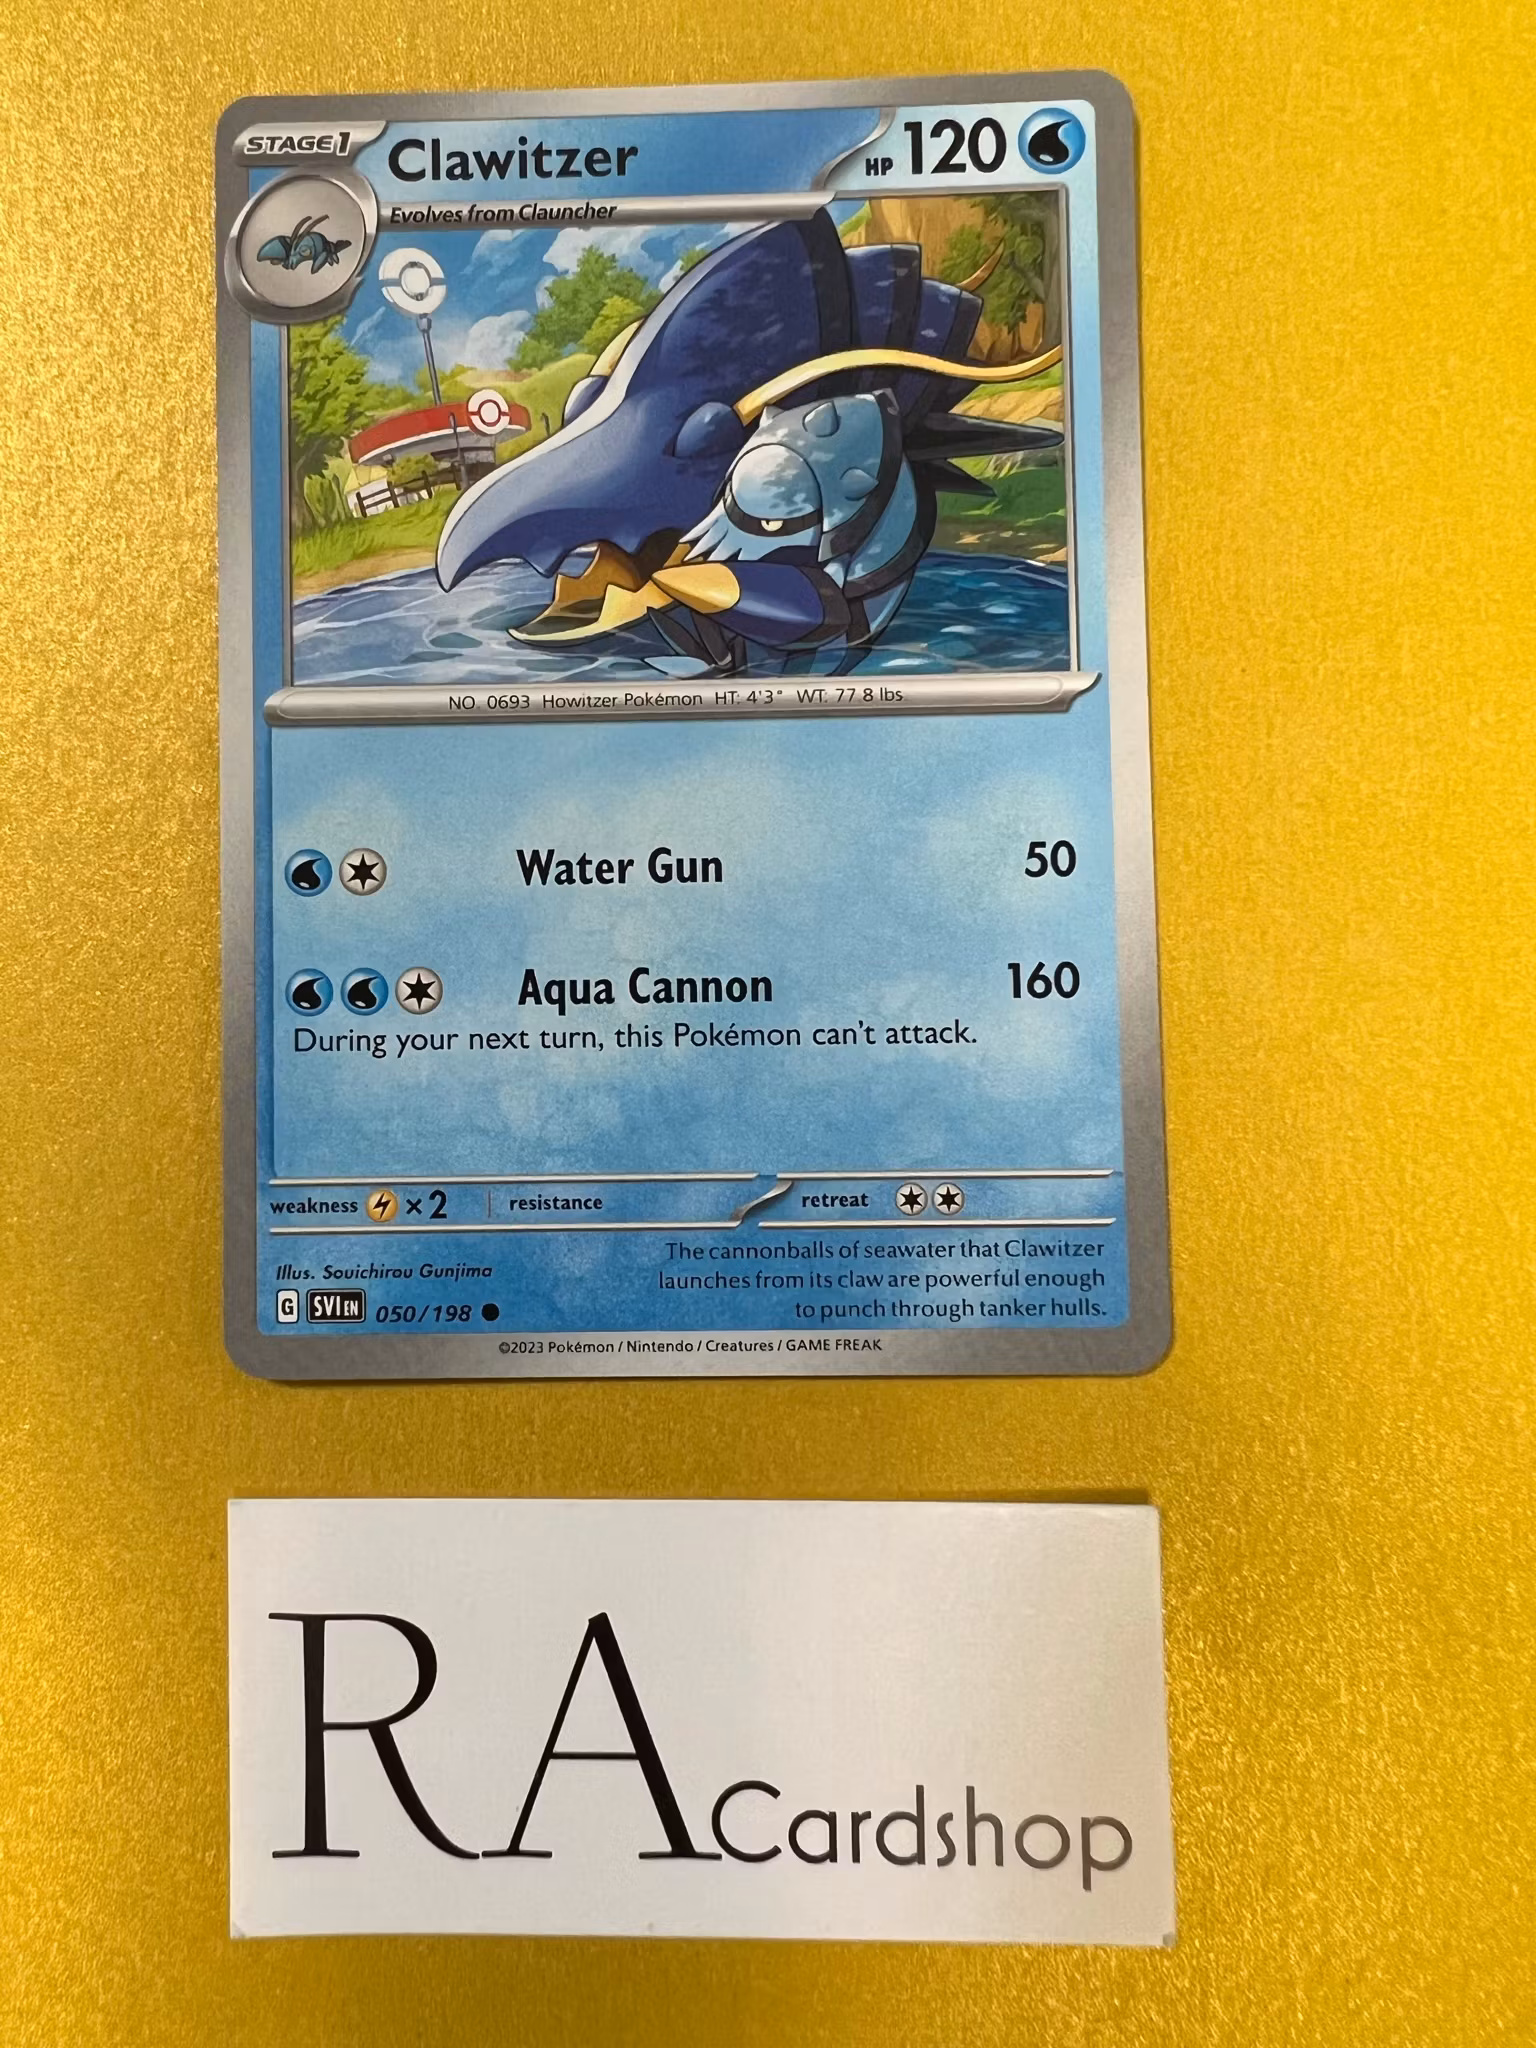 STAGE 1
Clawitzer
HP 120
Evolves from Clauncher
NO. 0693 Howitzer Pokémon HT: 4'3" WT: 77.8 lbs
Water Gun 50
Aqua Cannon 160
During your next turn, this Pokémon can't attack.
weakness ×2 resistance retreat
Illus. Souichirou Gunjima
The cannonballs of seawater that Clawitzer
launches from its claw are powerful enough
to punch through tanker hulls.
G SVI EN 050/198
©2023 Pokémon / Nintendo / Creatures / GAME FREAK
RA Cardshop